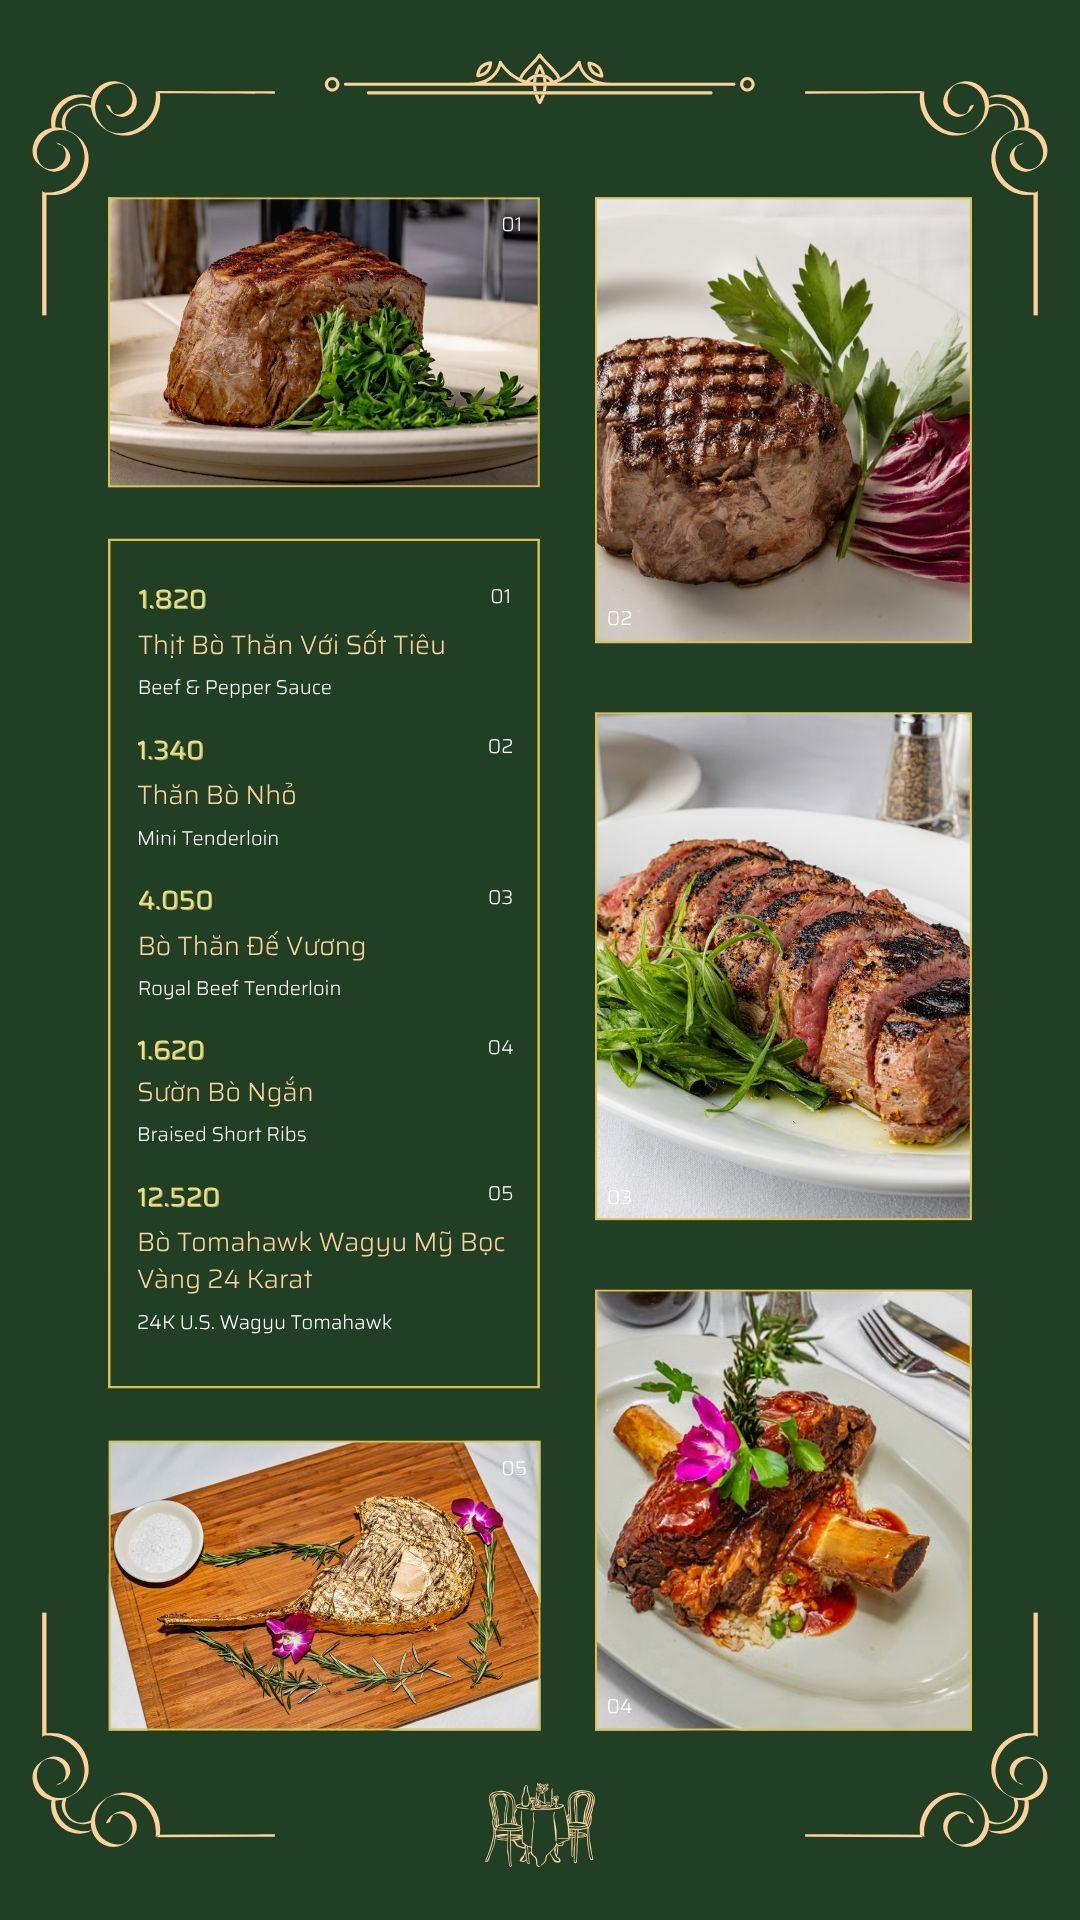 01
02
1.820
01
Thịt Bò Thăn Với Sốt Tiêu
Beef & Pepper Sauce
1.340
02
Thăn Bò Nhỏ
Mini Tenderloin
4.050
03
Bò Thăn Đế Vương
Royal Beef Tenderloin
1.620
04
Sườn Bò Ngắn
Braised Short Ribs
12.520
05
Bò Tomahawk Wagyu Mỹ Bọc
Vàng 24 Karat
24K U.S. Wagyu Tomahawk
03
05
04